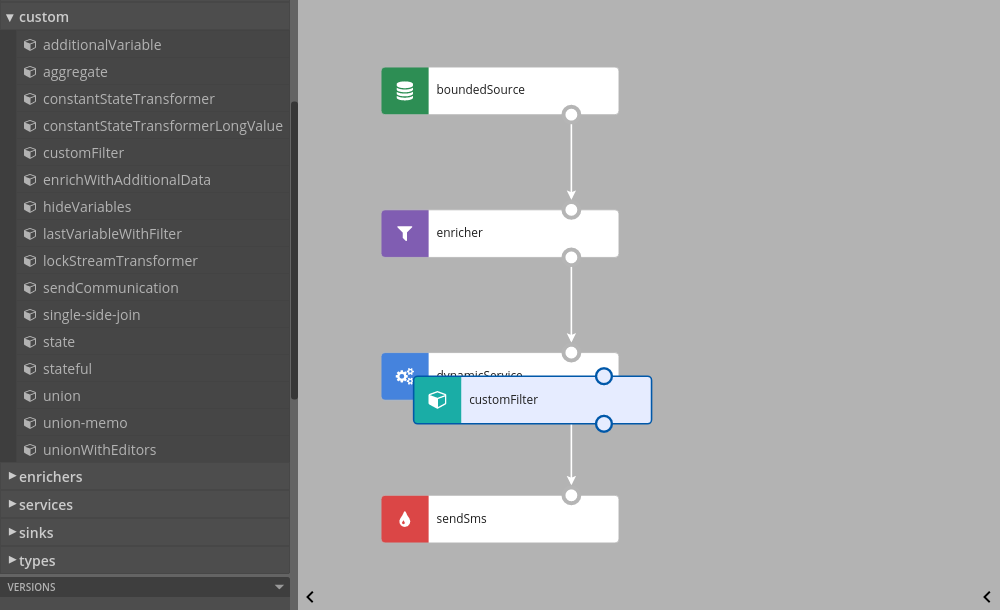 custom
additionalVariable
aggregate
constantStateTransformer
constantStateTransformerLongValue
customFilter
enrichWithAdditionalData
hideVariables
lastVariableWithFilter
lockStreamTransformer
sendCommunication
single-side-join
state
stateful
union
union-memo
unionWithEditors
enrichers
services
sinks
types
VERSIONS
boundedSource
enricher
dynamicService
customFilter
sendSms